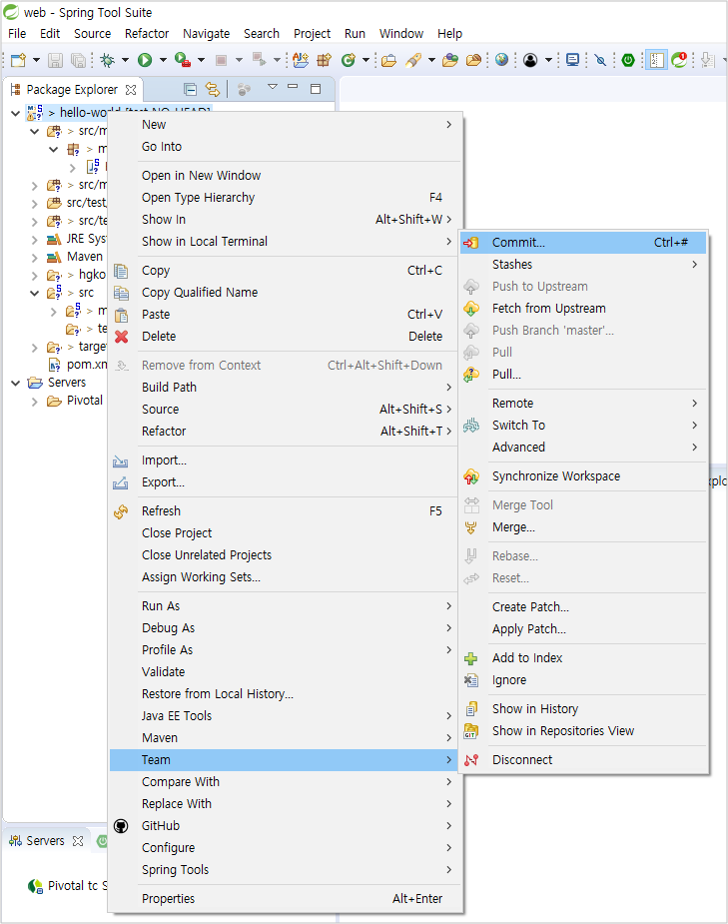 web - Spring Tool Suite
File Edit Source Refactor Navigate Search Project Run Window Help
Package Explorer
> hello-world [test NO-HEAD]
> src/m
> m
> src/m
src/test
> src/te
JRE Sys
Maven
> hgko
> src
> m
> te
> target
pom.xm
Servers
Pivotal
New
Go Into
Open in New Window
Open Type Hierarchy F4
Show In Alt+Shift+W >
Show in Local Terminal
Copy Ctrl+C
Copy Qualified Name
Paste Ctrl+V
Delete Delete
Remove from Context Ctrl+Alt+Shift+Down
Build Path
Source Alt+Shift+S >
Refactor Alt+Shift+T >
Import...
Export...
Refresh F5
Close Project
Close Unrelated Projects
Assign Working Sets...
Run As
Debug As
Profile As
Validate
Restore from Local History...
Java EE Tools
Maven
Team
Compare With
Replace With
GitHub
Configure
Spring Tools
Properties Alt+Enter
Commit... Ctrl+#
Stashes
Push to Upstream
Fetch from Upstream
Push Branch 'master'...
Pull
Pull...
Remote
Switch To
Advanced
Synchronize Workspace
Merge Tool
Merge...
Rebase...
Reset...
Create Patch...
Apply Patch...
Add to Index
Ignore
Show in History
Show in Repositories View
Disconnect
xplo
Servers
Pivotal tc S